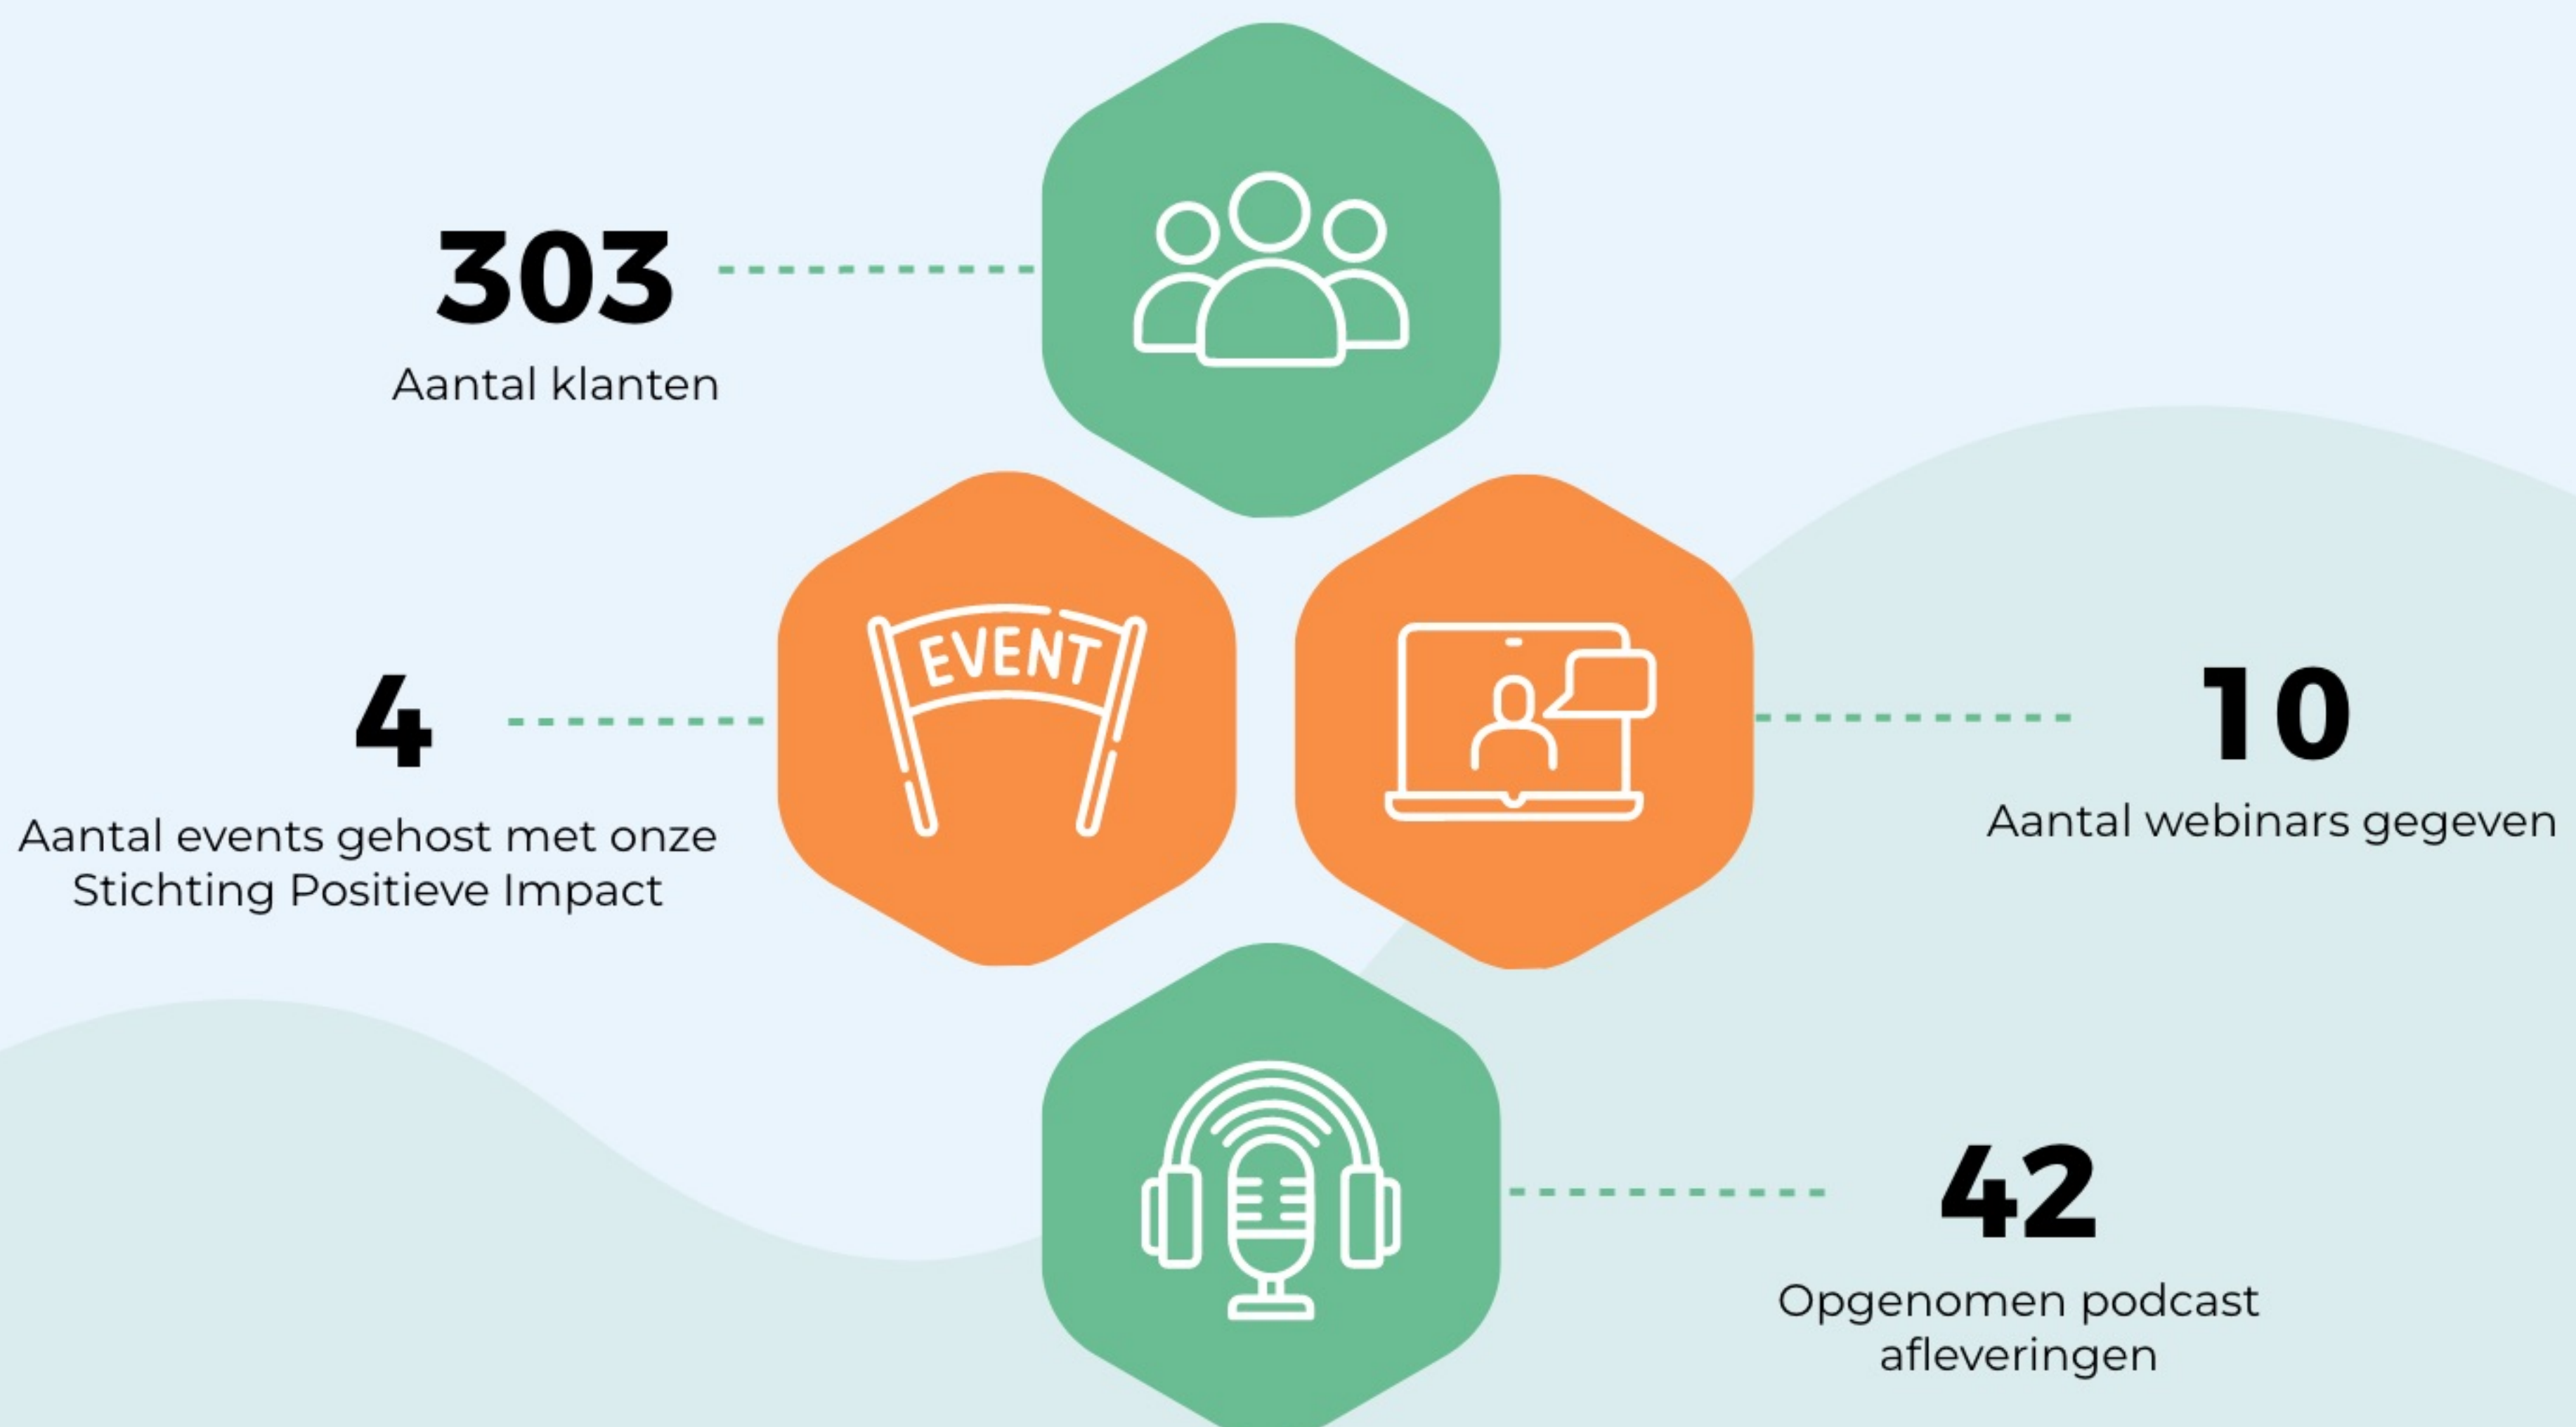 303
Aantal klanten
EVENT
4
Aantal events gehost met onze
Stichting Positieve Impact
10
Aantal webinars gegeven
42
Opgenomen podcast
afleveringen